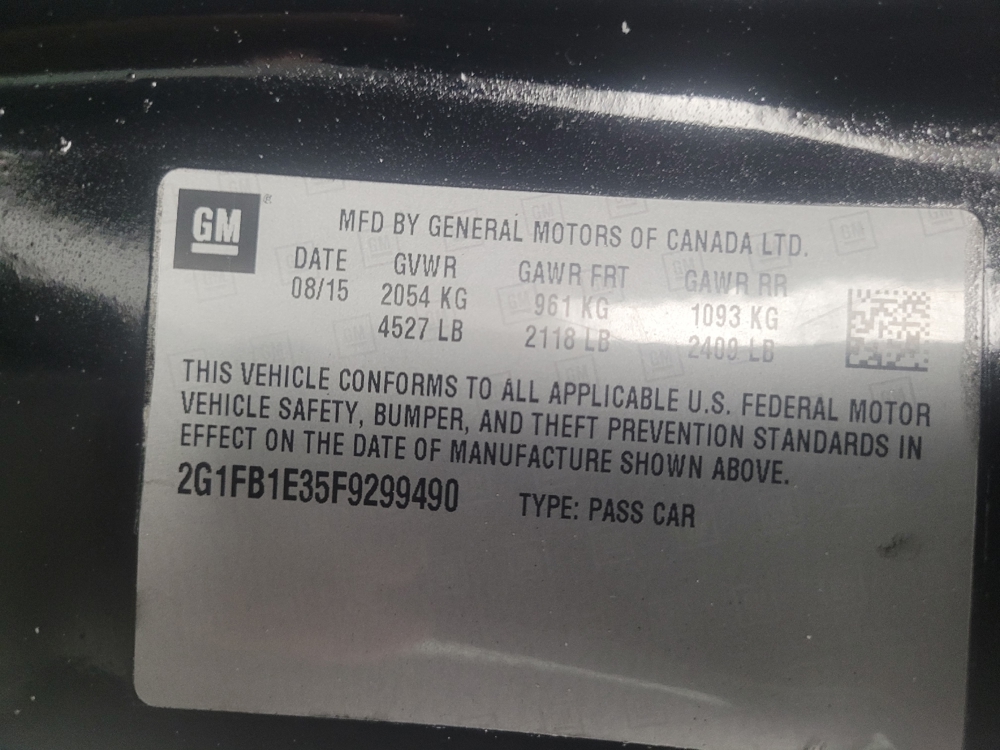 GM ®
MFD BY GENERAL MOTORS OF CANADA LTD.
DATE GVWR GAWR FRT GAWR RR
08/15 2054 KG 961 KG 1093 KG
4527 LB 2118 LB 2409 LB
THIS VEHICLE CONFORMS TO ALL APPLICABLE U.S. FEDERAL MOTOR
VEHICLE SAFETY, BUMPER, AND THEFT PREVENTION STANDARDS IN
EFFECT ON THE DATE OF MANUFACTURE SHOWN ABOVE.
2G1FB1E35F9299490 TYPE: PASS CAR